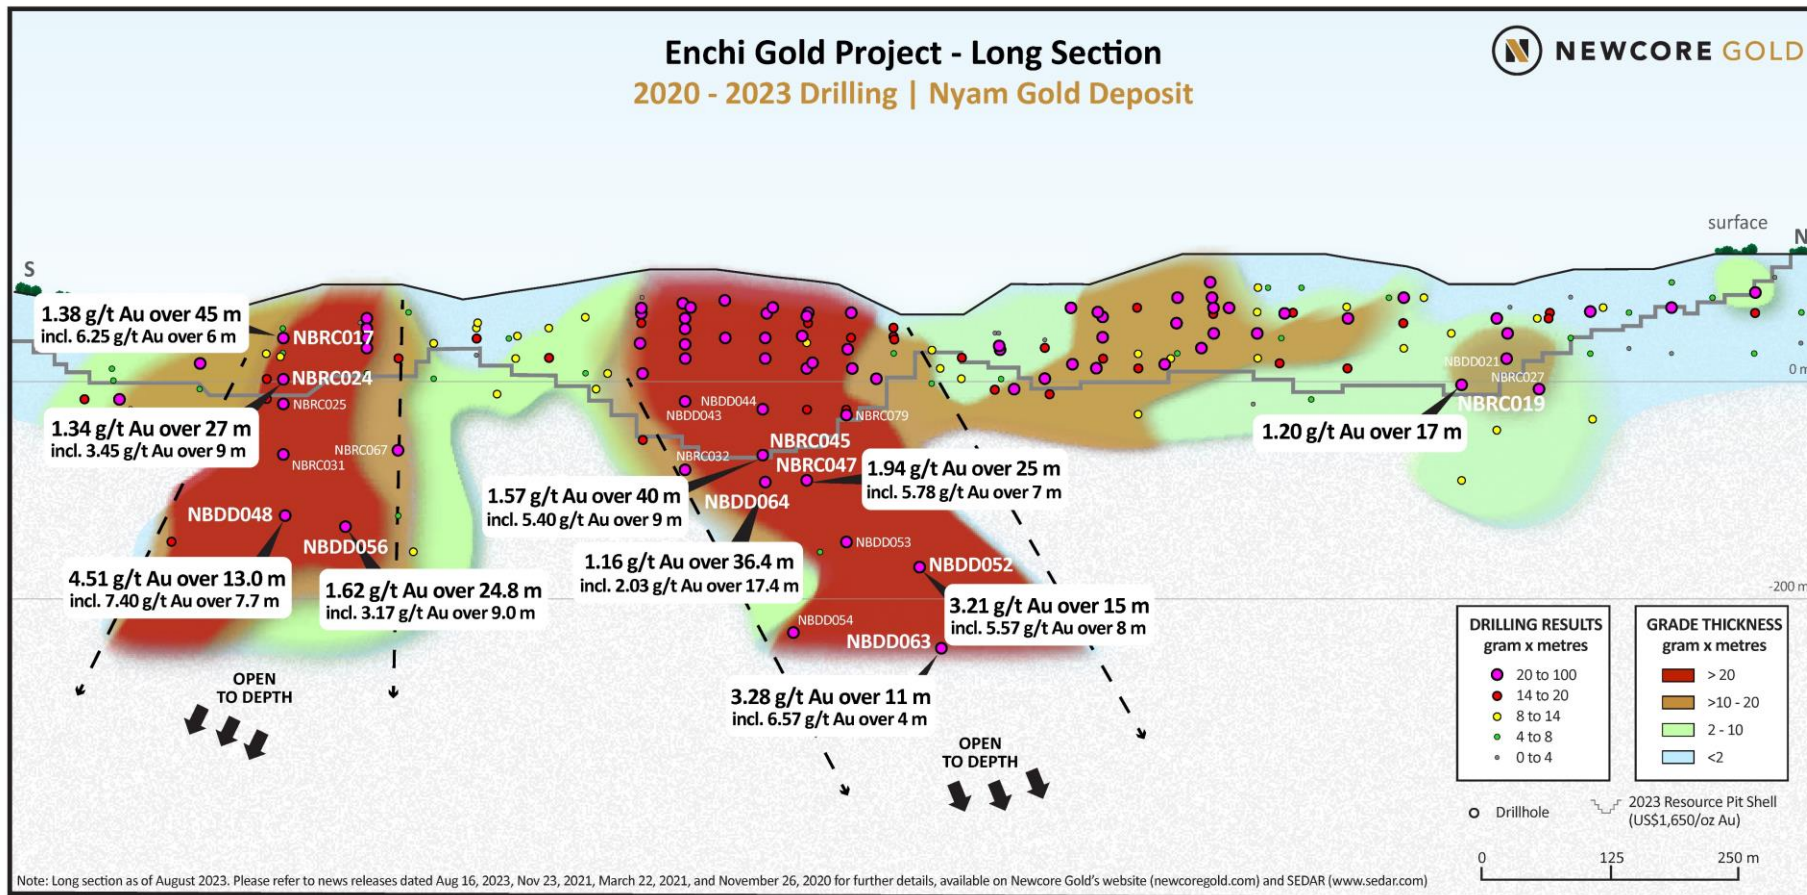 Enchi Gold Project - Long Section
2020 - 2023 Drilling | Nyam Gold Deposit
NEWCORE GOLD
S
surface
N
1.38 g/t Au over 45 m
incl. 6.25 g/t Au over 6 m
NBRC017
NBRC024
NBRC025
1.34 g/t Au over 27 m
incl. 3.45 g/t Au over 9 m
NBRC031
NBRC067
NBDD048
NBDD056
4.51 g/t Au over 13.0 m
incl. 7.40 g/t Au over 7.7 m
1.62 g/t Au over 24.8 m
incl. 3.17 g/t Au over 9.0 m
OPEN
TO DEPTH
NBDD043
NBDD044
NBRC079
NBRC032
NBRC045
NBRC047
NBDD064
1.57 g/t Au over 40 m
incl. 5.40 g/t Au over 9 m
1.94 g/t Au over 25 m
incl. 5.78 g/t Au over 7 m
1.16 g/t Au over 36.4 m
incl. 2.03 g/t Au over 17.4 m
NBDD053
NBDD052
3.21 g/t Au over 15 m
incl. 5.57 g/t Au over 8 m
NBDD054
NBDD063
3.28 g/t Au over 11 m
incl. 6.57 g/t Au over 4 m
OPEN
TO DEPTH
NBDD021
NBRC027
NBRC019
1.20 g/t Au over 17 m
0 m
-200 m
DRILLING RESULTS
gram x metres
20 to 100
14 to 20
8 to 14
4 to 8
0 to 4
GRADE THICKNESS
gram x metres
> 20
>10 - 20
2 - 10
<2
Drillhole
2023 Resource Pit Shell
(US$1,650/oz Au)
0 125 250 m
Note: Long section as of August 2023. Please refer to news releases dated Aug 16, 2023, Nov 23, 2021, March 22, 2021, and November 26, 2020 for further details, available on Newcore Gold's website (newcoregold.com) and SEDAR (www.sedar.com)